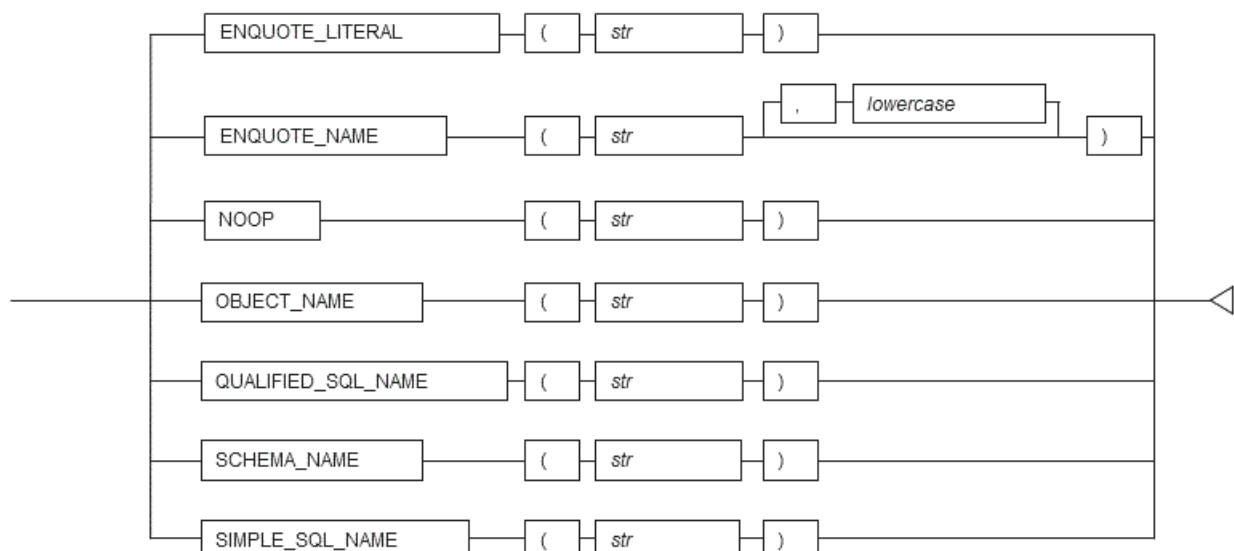 ENQUOTE_LITERAL ( str )
, lowercase
ENQUOTE_NAME ( str )
NOOP ( str )
OBJECT_NAME ( str )
QUALIFIED_SQL_NAME ( str )
SCHEMA_NAME ( str )
SIMPLE_SQL_NAME ( str )